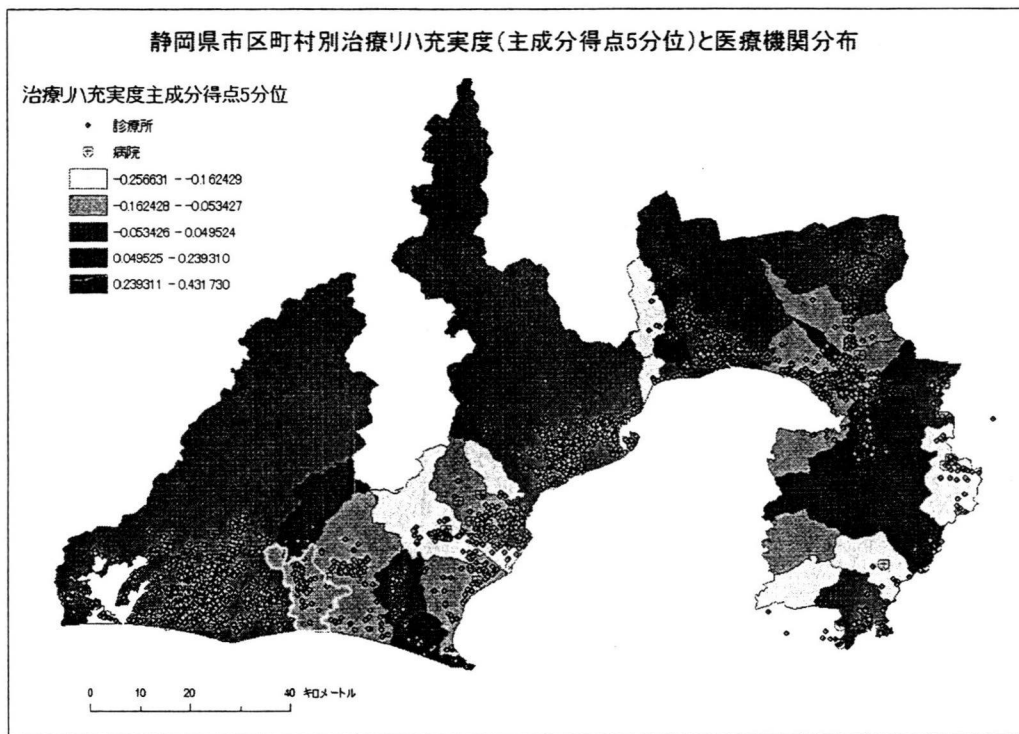 静岡県市区町村別治療リハ充実度(主成分得点5分位)と医療機関分布
治療リハ充実度主成分得点5分位
診療所
病院
-0.256631 - -0.162429
-0.162428 - -0.053427
-0.053426 - 0.049524
0.049525 - 0.239310
0.239311 - 0.431730
0 10 20 40 キロメートル